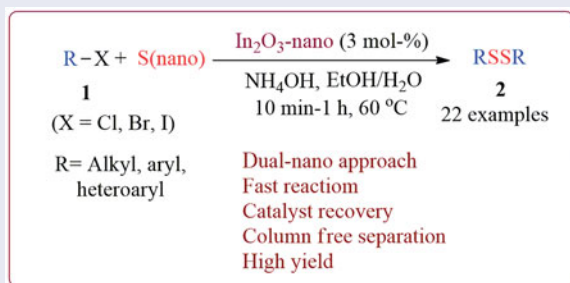 R–X + S(nano) In₂O₃-nano (3 mol-%) RSSR
1 NH₄OH, EtOH/H₂O 2
(X = Cl, Br, I) 10 min-1 h, 60 °C 22 examples
R= Alkyl, aryl,
heteroaryl
Dual-nano approach
Fast reactiom
Catalyst recovery
Column free separation
High yield